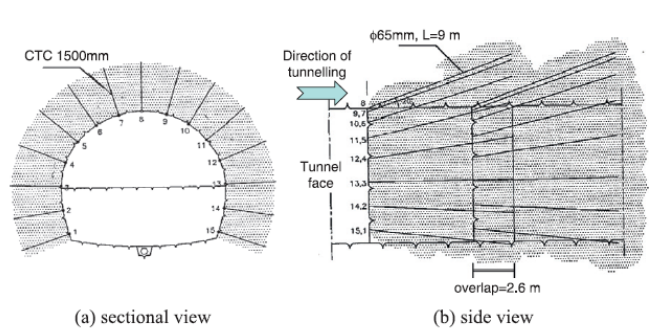 CTC 1500mm
8
7
9
6
10
5
11
4
12
3
13
2
14
1
15
(a) sectional view
ϕ65mm, L=9 m
Direction of
tunnelling
8
9,7
10,6
11,5
12,4
Tunnel
face
13,3
14,2
15,1
overlap=2.6 m
(b) side view